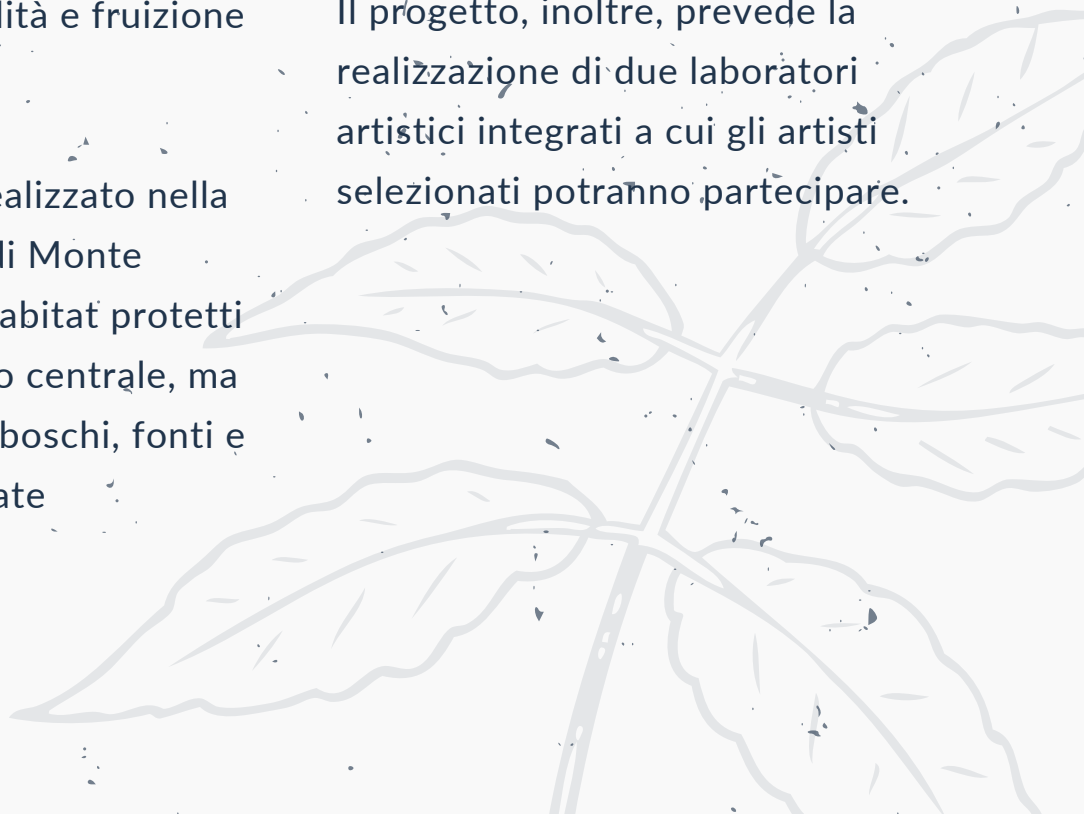 lità e fruizione
ealizzato nella
di Monte
abitat protetti
o centrale, ma
boschi, fonti e
ate
Il progetto, inoltre, prevede la
realizzazione di due laboratori
artistici integrati a cui gli artisti
selezionati potranno partecipare.